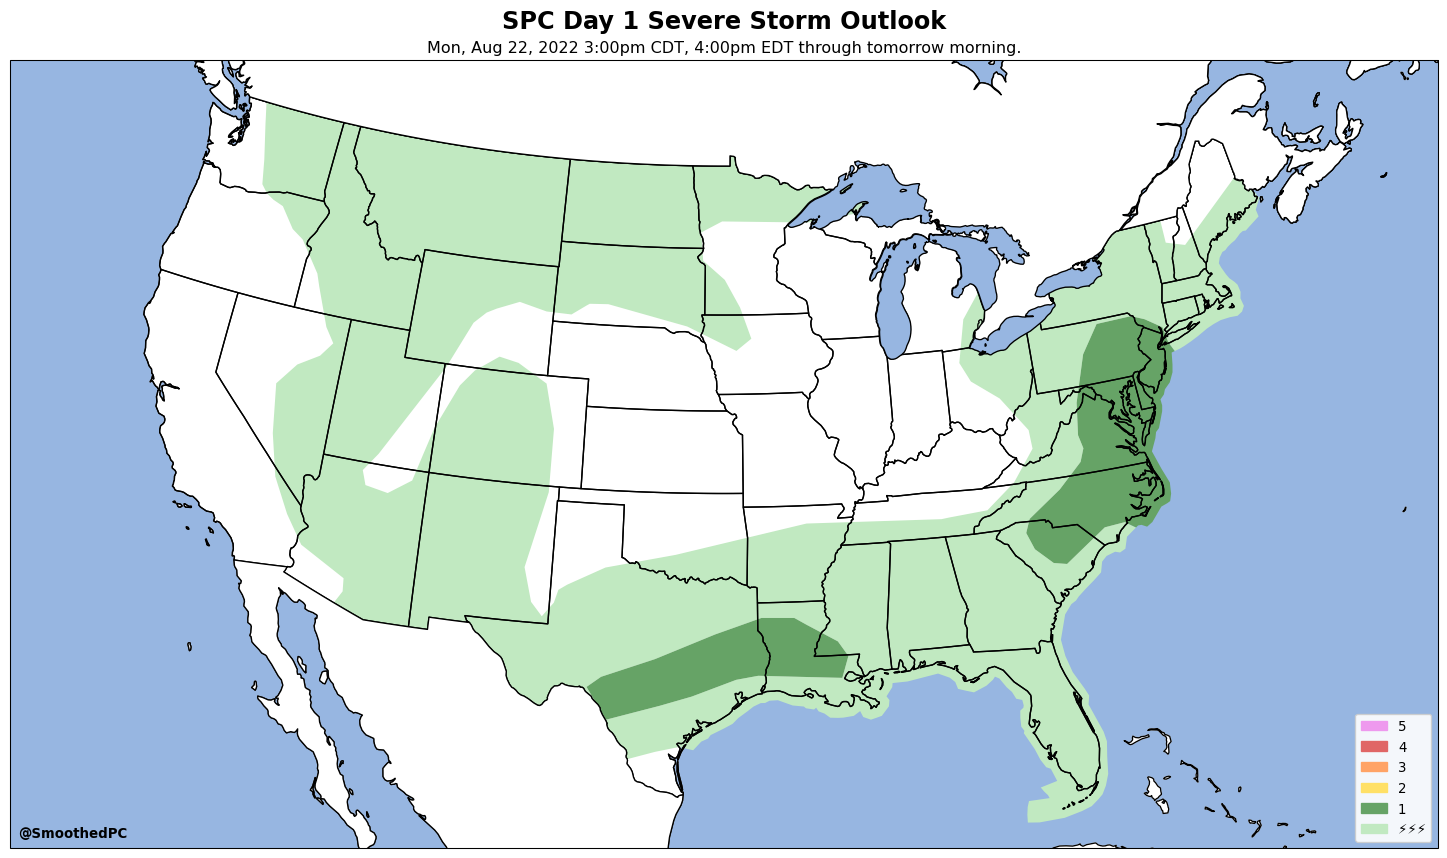 SPC Day 1 Severe Storm Outlook
Mon, Aug 22, 2022 3:00pm CDT, 4:00pm EDT through tomorrow morning.
5
4
3
2
1
⚡⚡⚡
@SmoothedPC